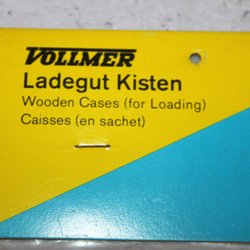 VOLLMER
Ladegut Kisten
Wooden Cases (for Loading)
Caisses (en sachet)